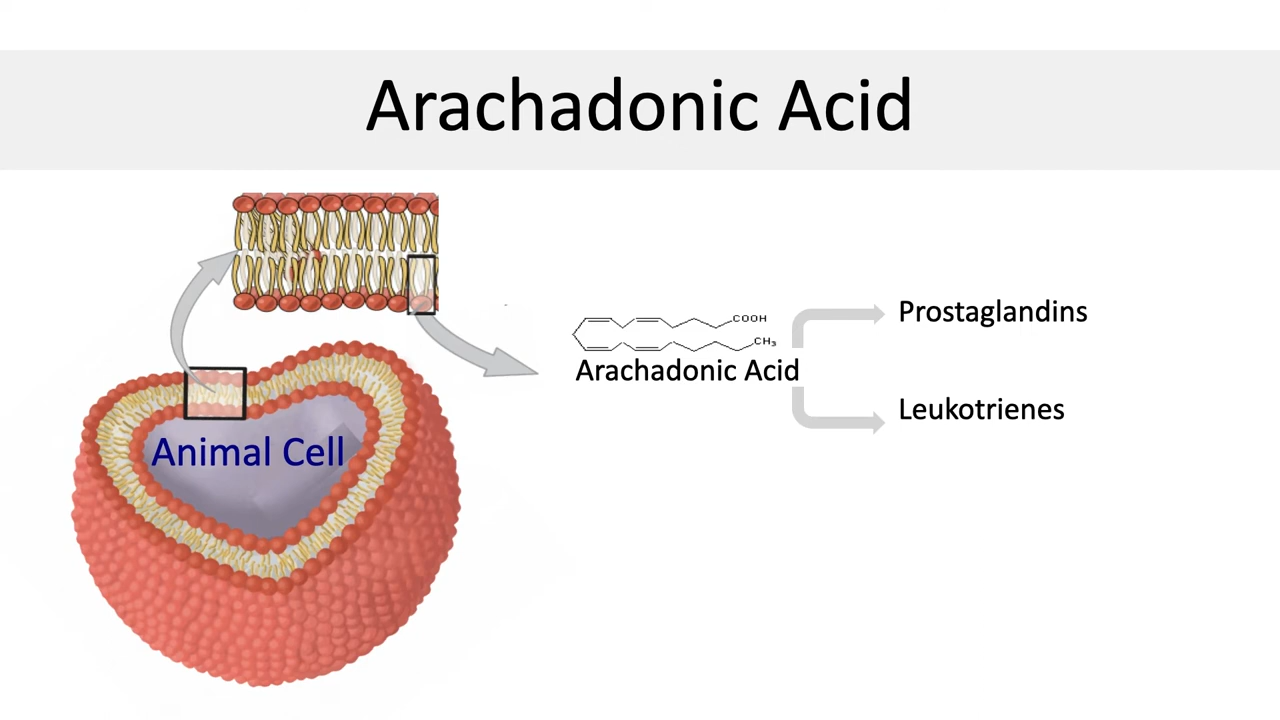 Arachadonic Acid
COOH
CH₃
Arachadonic Acid
Prostaglandins
Leukotrienes
Animal Cell